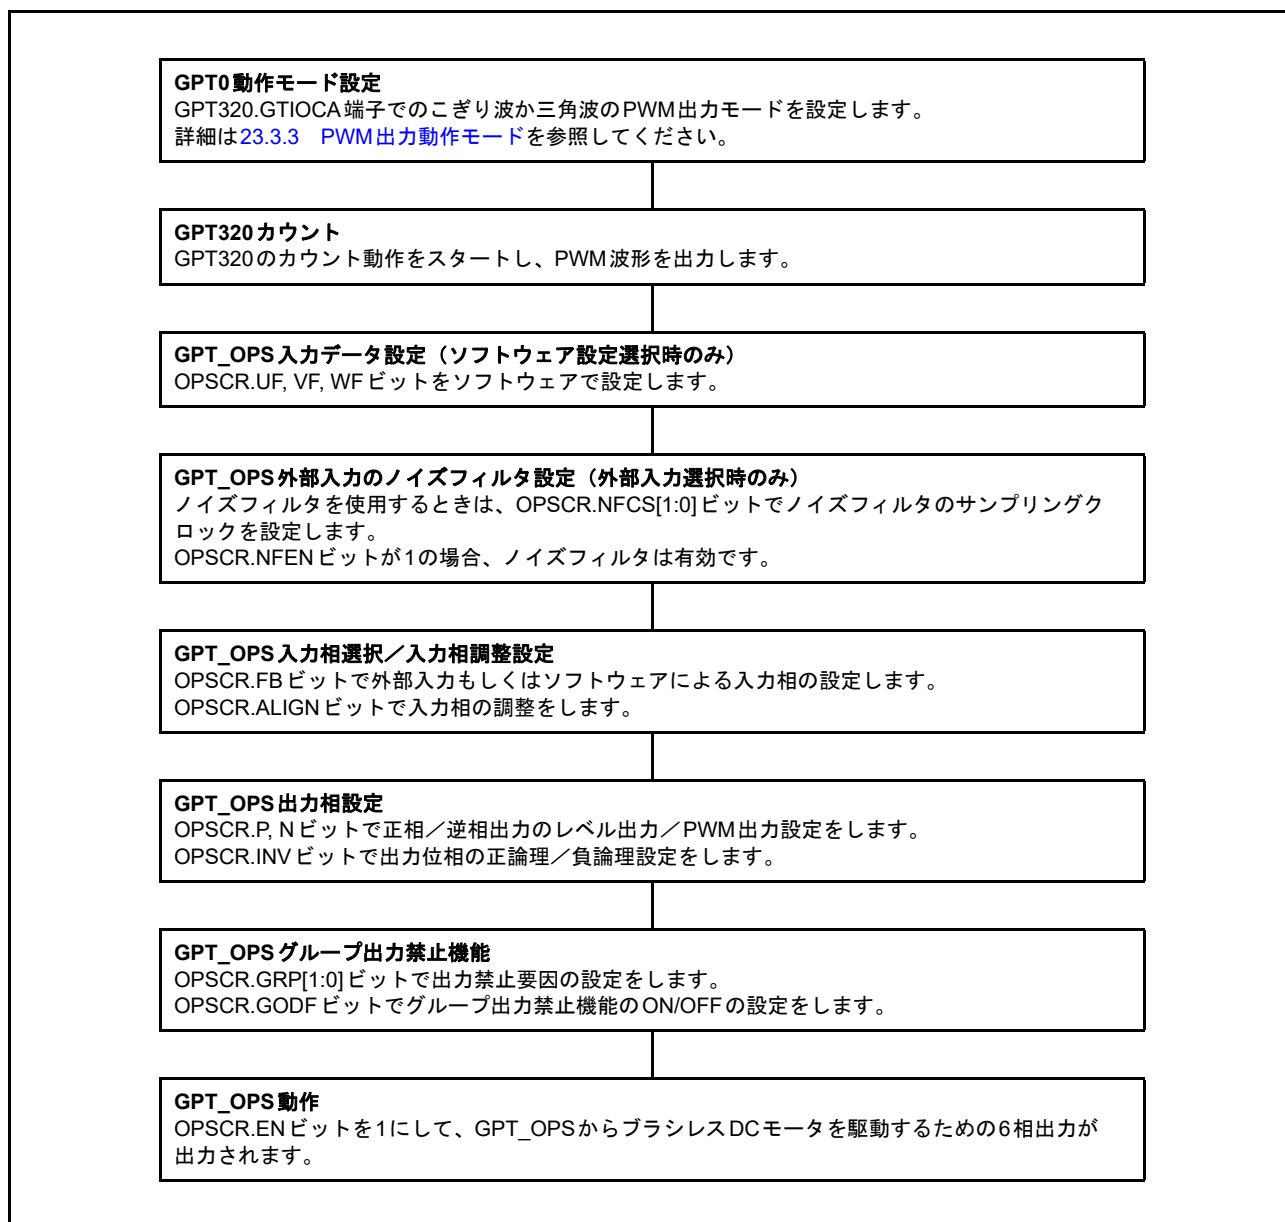 GPT0動作モード設定
GPT320.GTIOCA端子でのこぎり波か三角波のPWM出力モードを設定します。
詳細は23.3.3　PWM出力動作モードを参照してください。
GPT320カウント
GPT320のカウント動作をスタートし、PWM波形を出力します。
GPT_OPS入力データ設定（ソフトウェア設定選択時のみ）
OPSCR.UF, VF, WFビットをソフトウェアで設定します。
GPT_OPS外部入力のノイズフィルタ設定（外部入力選択時のみ）
ノイズフィルタを使用するときは、OPSCR.NFCS[1:0]ビットでノイズフィルタのサンプリングク
ロックを設定します。
OPSCR.NFENビットが1の場合、ノイズフィルタは有効です。
GPT_OPS入力相選択／入力相調整設定
OPSCR.FBビットで外部入力もしくはソフトウェアによる入力相の設定します。
OPSCR.ALIGNビットで入力相の調整をします。
GPT_OPS出力相設定
OPSCR.P, Nビットで正相／逆相出力のレベル出力／PWM出力設定をします。
OPSCR.INVビットで出力位相の正論理／負論理設定をします。
GPT_OPSグループ出力禁止機能
OPSCR.GRP[1:0]ビットで出力禁止要因の設定をします。
OPSCR.GODFビットでグループ出力禁止機能のON/OFFの設定をします。
GPT_OPS動作
OPSCR.ENビットを1にして、GPT_OPSからブラシレスDCモータを駆動するための6相出力が
出力されます。